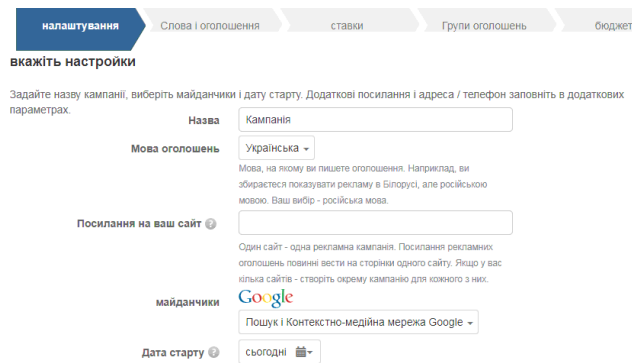 налаштування Слова і оголошення ставки Групи оголошень бюджет
вкажіть настройки
Задайте назву кампанії, виберіть майданчики і дату старту. Додаткові посилання і адреса / телефон заповніть в додаткових
параметрах.
Назва Кампанія
Мова оголошень Українська
Мова, на якому ви пишете оголошення. Наприклад, ви
збираєтеся показувати рекламу в Білорусі, але російською
мовою. Ваш вибір - російська мова.
Посилання на ваш сайт ?
Один сайт - одна рекламна кампанія. Посилання рекламних
оголошень повинні вести на сторінки одного сайту. Якщо у вас
кілька сайтів - створіть окрему кампанію для кожного з них.
майданчики Google
Пошук і Контекстно-медійна мережа Google
Дата старту ? сьогодні